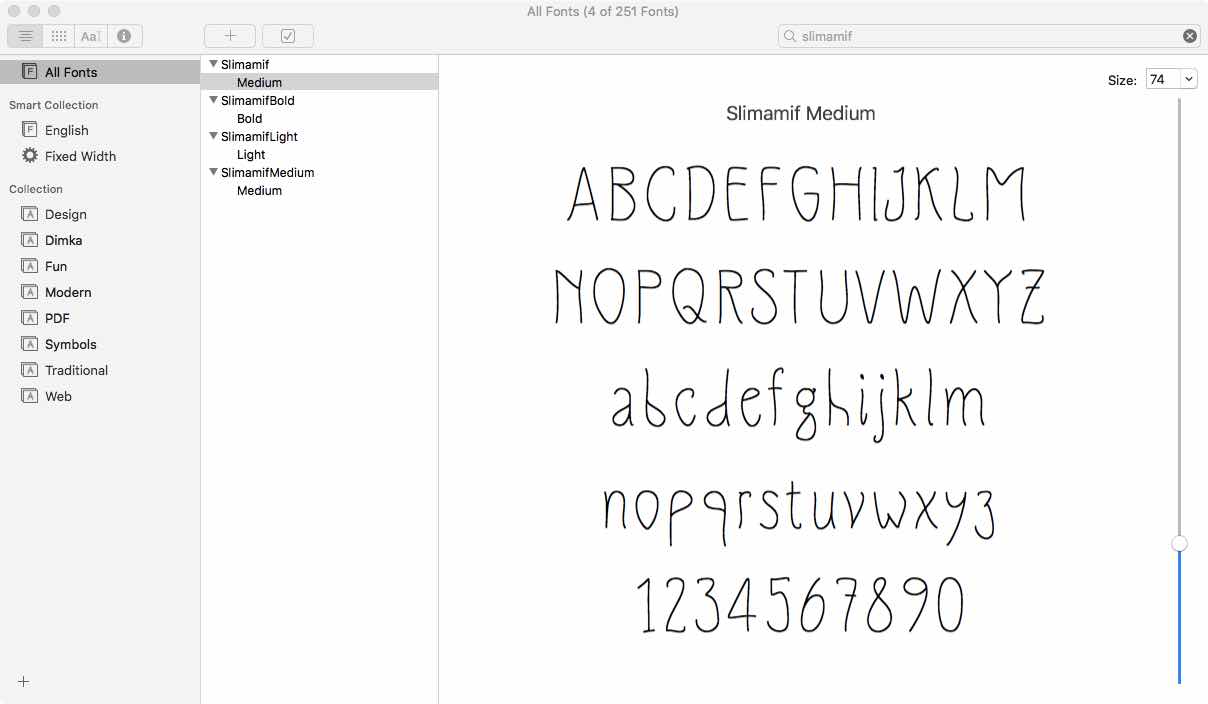 All Fonts (4 of 251 Fonts)
Aa
slimamif
All Fonts
Smart Collection
English
Fixed Width
Collection
Design
Dimka
Fun
Modern
PDF
Symbols
Traditional
Web
Slimamif
Medium
SlimamifBold
Bold
SlimamifLight
Light
SlimamifMedium
Medium
Size: 74
Slimamif Medium
ABCDEFGHIJKLM
NOPQRSTUVWXYZ
abcdefghijklm
nopqrstuvwxyz
1234567890